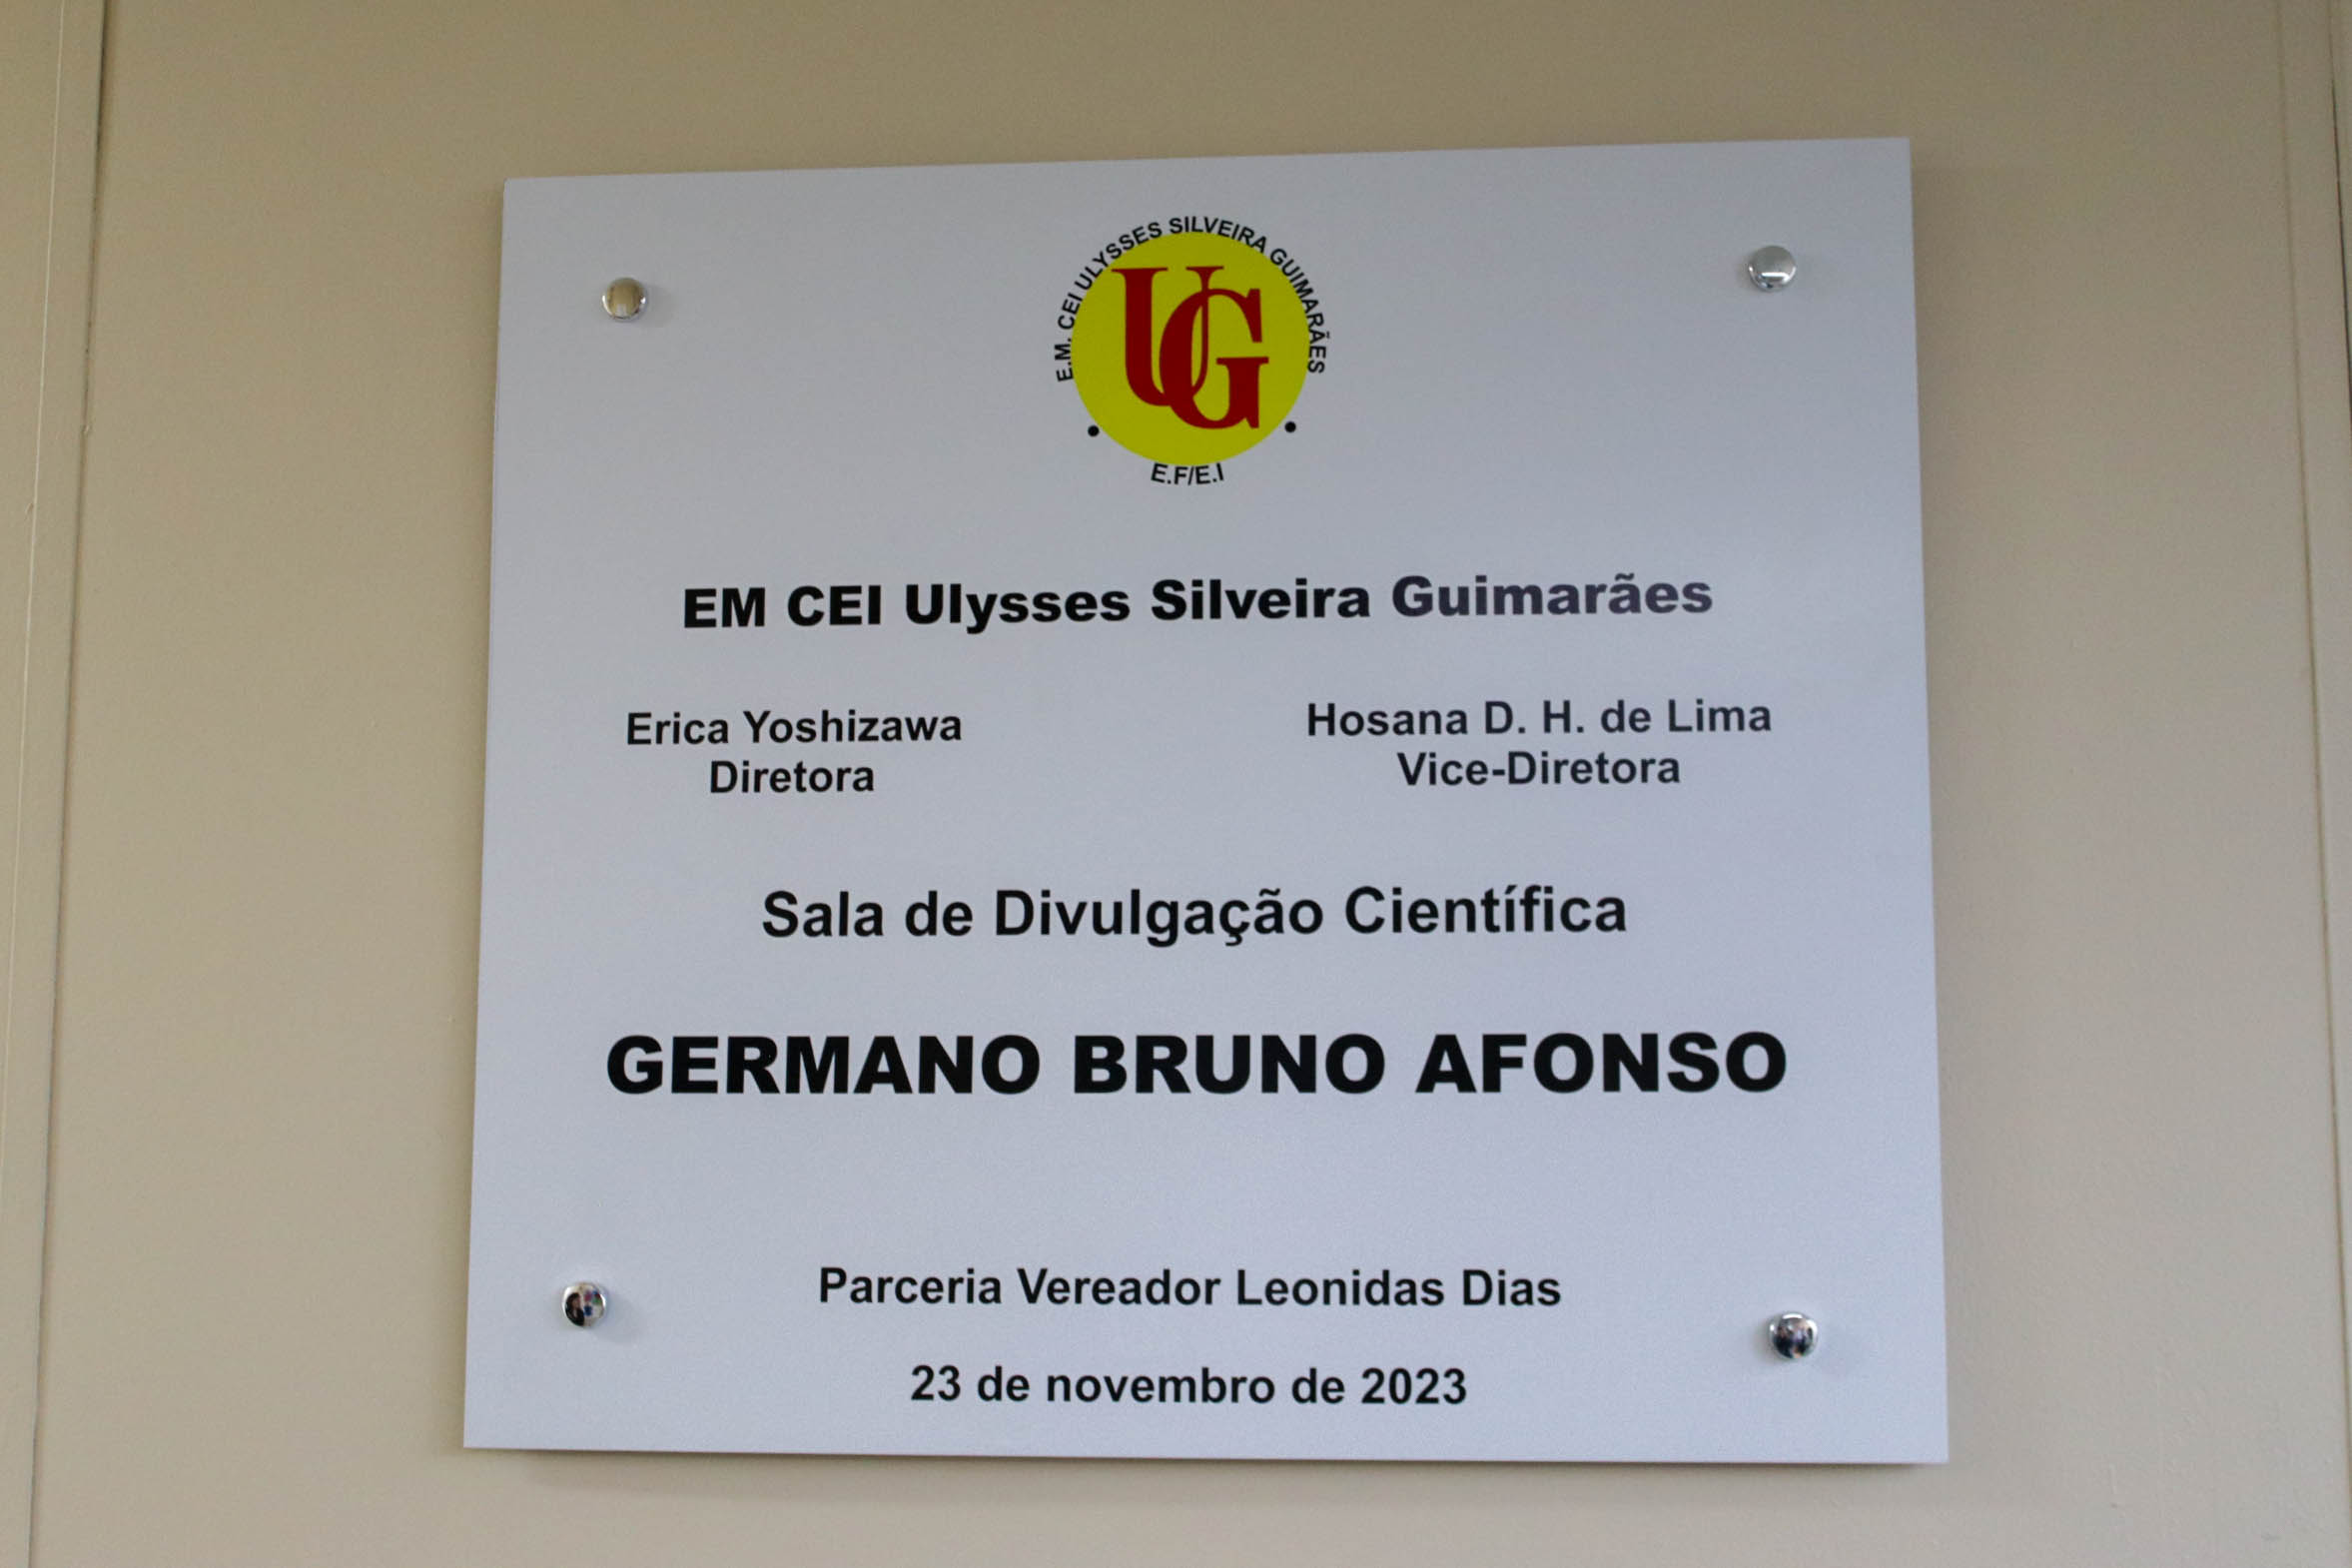 E.M. CEI ULYSSES SILVEIRA GUIMARÃES
UG
E.F/E.I
EM CEI Ulysses Silveira Guimarães
Erica Yoshizawa
Diretora
Hosana D. H. de Lima
Vice-Diretora
Sala de Divulgação Científica
GERMANO BRUNO AFONSO
Parceria Vereador Leonidas Dias
23 de novembro de 2023